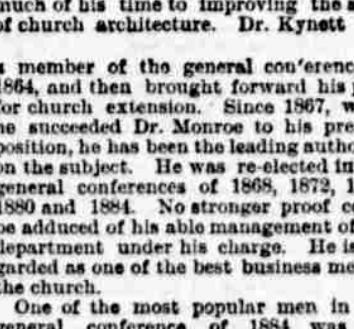 much of his time to improving the
of church architecture. Dr. Kynett
a member of the general con'erenc
1864, and then brought forward his
for church extension. Since 1867, w
he succeeded Dr. Monroe to his pre
position, he has been the leading autho
on the subject. He was re-elected in
general conferences of 1868, 1872, 1
1880 and 1884. No stronger proof co
be adduced of his able management of
department under his charge. He is
garded as one of the best business me
the church.
One of the most popular men in
general conference of 1884 was